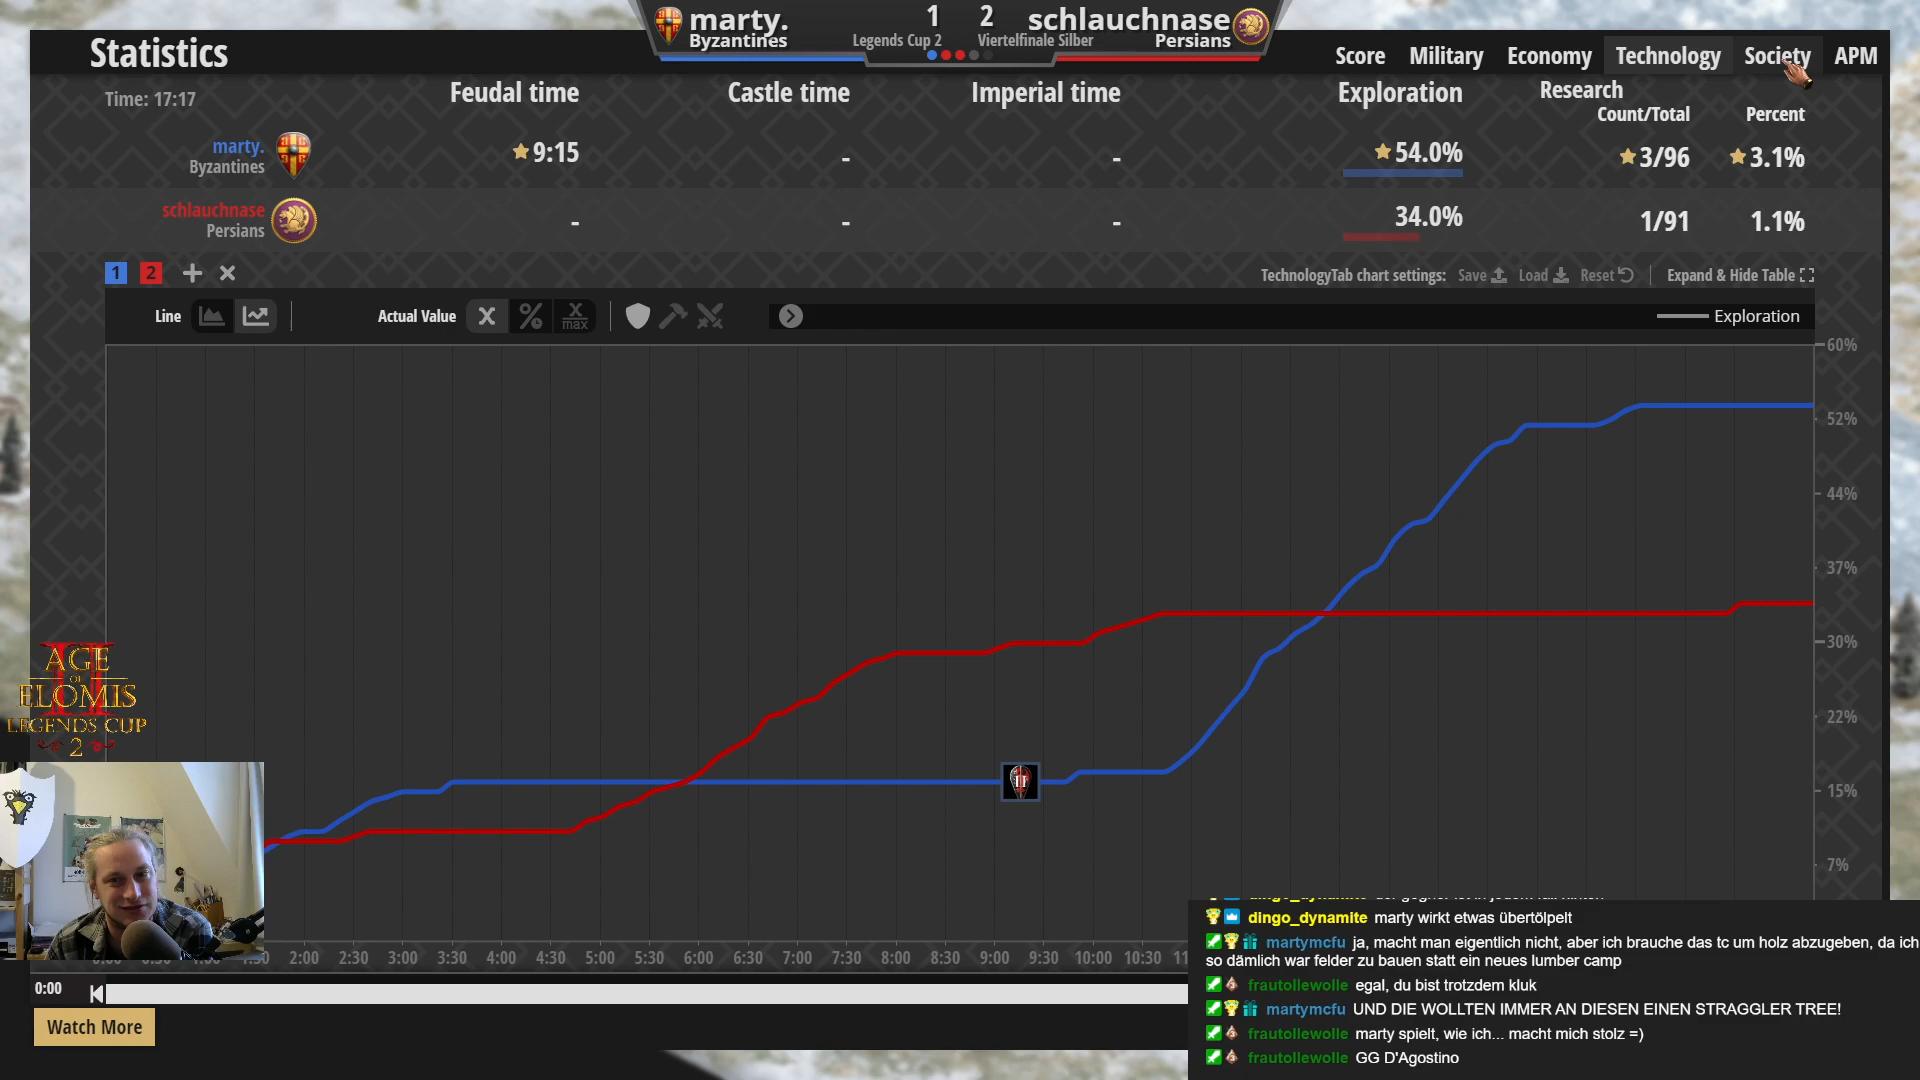 marty.
Byzantines
1
2
schlauchnase
Persians
Legends Cup 2
Viertelfinale Silber
Statistics
Score
Military
Economy
Technology
Society
APM
Time: 17:17
Feudal time
Castle time
Imperial time
Exploration
Research
Count/Total
Percent
marty.
Byzantines
9:15
-
-
54.0%
3/96
3.1%
schlauchnase
Persians
-
-
-
34.0%
1/91
1.1%
1
2
TechnologyTab chart settings:
Save
Load
Reset
Expand & Hide Table
Line
Actual Value
X
%
X
max
Exploration
60%
52%
44%
37%
30%
22%
15%
7%
II
AGE
OF
ELOMIS
LEGENDS CUP
2
2:00
2:30
3:00
3:30
4:00
4:30
5:00
5:30
6:00
6:30
7:00
7:30
8:00
8:30
9:00
9:30
10:00
10:30
0:00
Watch More
dingo_dynamite marty wirkt etwas übertölpelt
martymcfu ja, macht man eigentlich nicht, aber ich brauche das tc um holz abzugeben, da ich
so dämlich war felder zu bauen statt ein neues lumber camp
frautollewolle egal, du bist trotzdem kluk
martymcfu UND DIE WOLLTEN IMMER AN DIESEN EINEN STRAGGLER TREE!
frautollewolle marty spielt, wie ich... macht mich stolz =)
frautollewolle GG D'Agostino